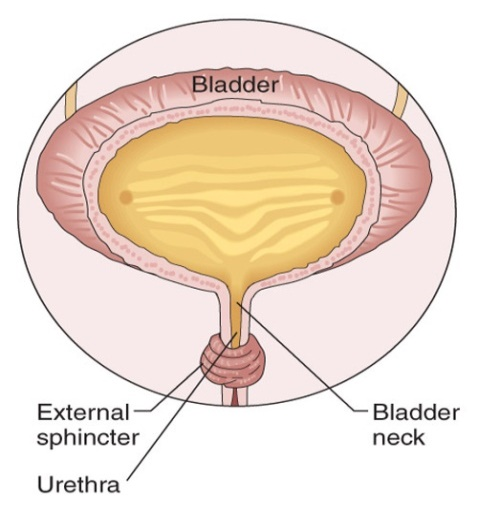 Bladder
External
sphincter
Bladder
neck
Urethra